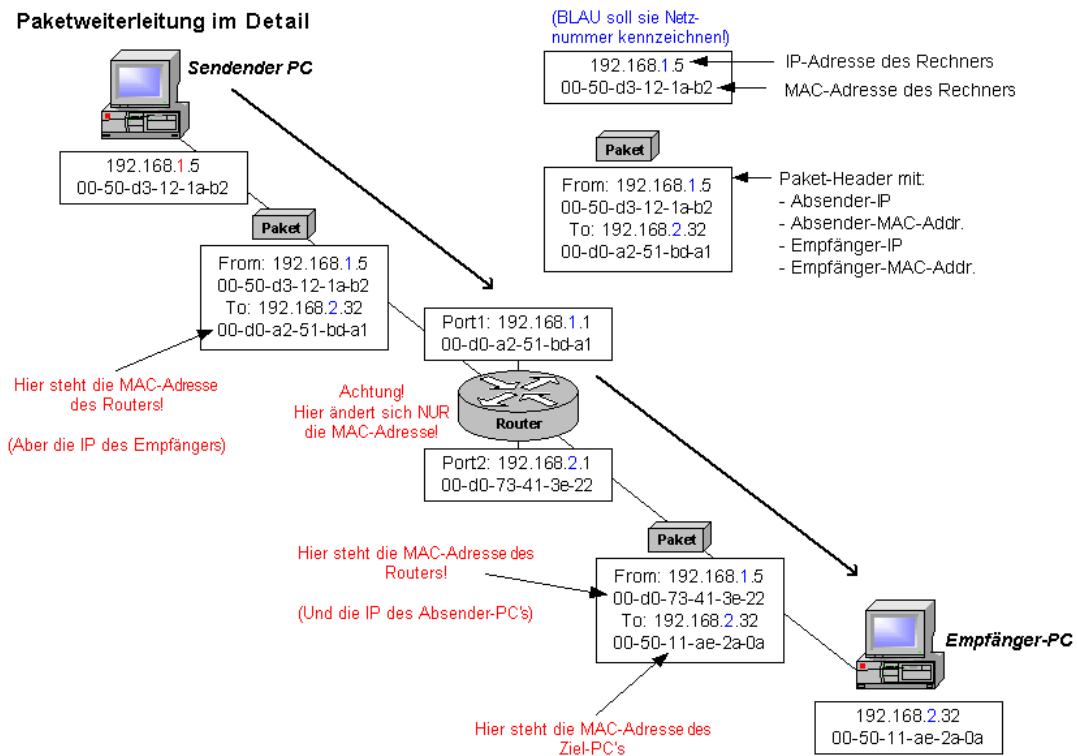 Paketweiterleitung im Detail
Sendender PC
192.168.1.5
00-50-d3-12-1a-b2
(BLAU soll sie Netz-
nummer kennzeichnen!)
192.168.1.5
00-50-d3-12-1a-b2
IP-Adresse des Rechners
MAC-Adresse des Rechners
Paket
From: 192.168.1.5
00-50-d3-12-1a-b2
To: 192.168.2.32
00-d0-a2-51-bd-a1
Paket-Header mit:
- Absender-IP
- Absender-MAC-Addr.
- Empfänger-IP
- Empfänger-MAC-Addr.
Paket
From: 192.168.1.5
00-50-d3-12-1a-b2
To: 192.168.2.32
00-d0-a2-51-bd-a1
Hier steht die MAC-Adresse
des Routers!
(Aber die IP des Empfängers)
Port1: 192.168.1.1
00-d0-a2-51-bd-a1
Achtung!
Hier ändert sich NUR
die MAC-Adresse!
Router
Port2: 192.168.2.1
00-d0-73-41-3e-22
Paket
From: 192.168.1.5
00-d0-73-41-3e-22
To: 192.168.2.32
00-50-11-ae-2a-0a
Hier steht die MAC-Adresse des
Routers!
(Und die IP des Absender-PC's)
Hier steht die MAC-Adresse des
Ziel-PC's
Empfänger-PC
192.168.2.32
00-50-11-ae-2a-0a